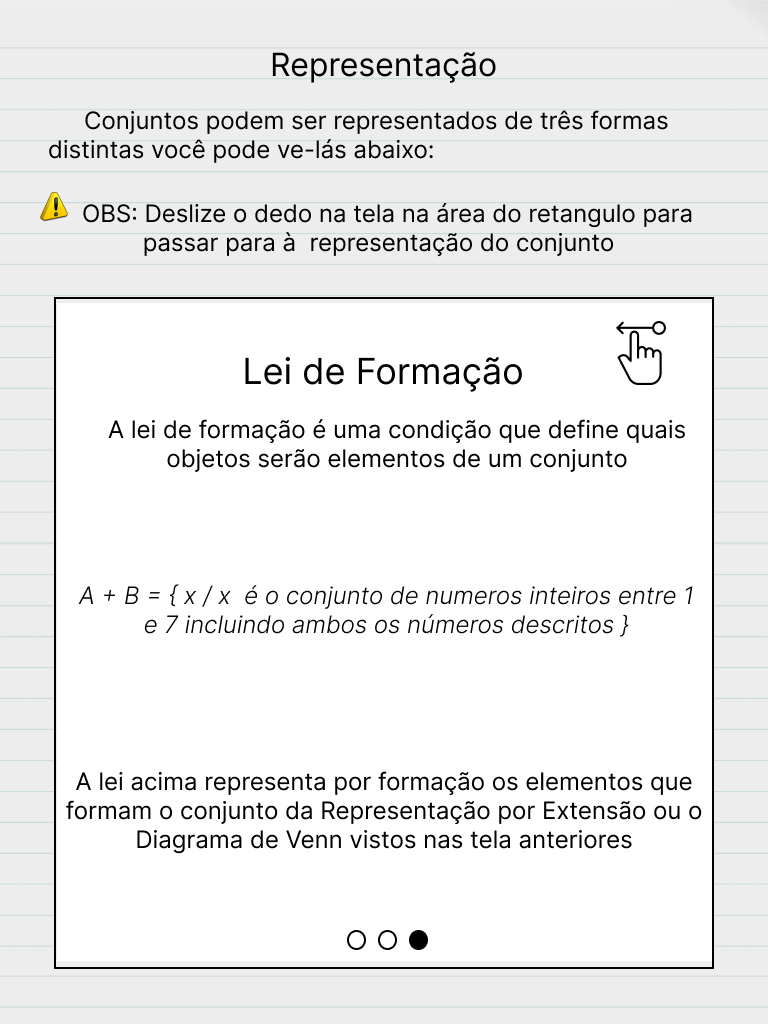 Representação
Conjuntos podem ser representados de três formas
distintas você pode ve-lás abaixo:
OBS: Deslize o dedo na tela na área do retangulo para
passar para à representação do conjunto
Lei de Formação
A lei de formação é uma condição que define quais
objetos serão elementos de um conjunto
A + B = { x / x é o conjunto de numeros inteiros entre 1
e 7 incluindo ambos os números descritos }
A lei acima representa por formação os elementos que
formam o conjunto da Representação por Extensão ou o
Diagrama de Venn vistos nas tela anteriores